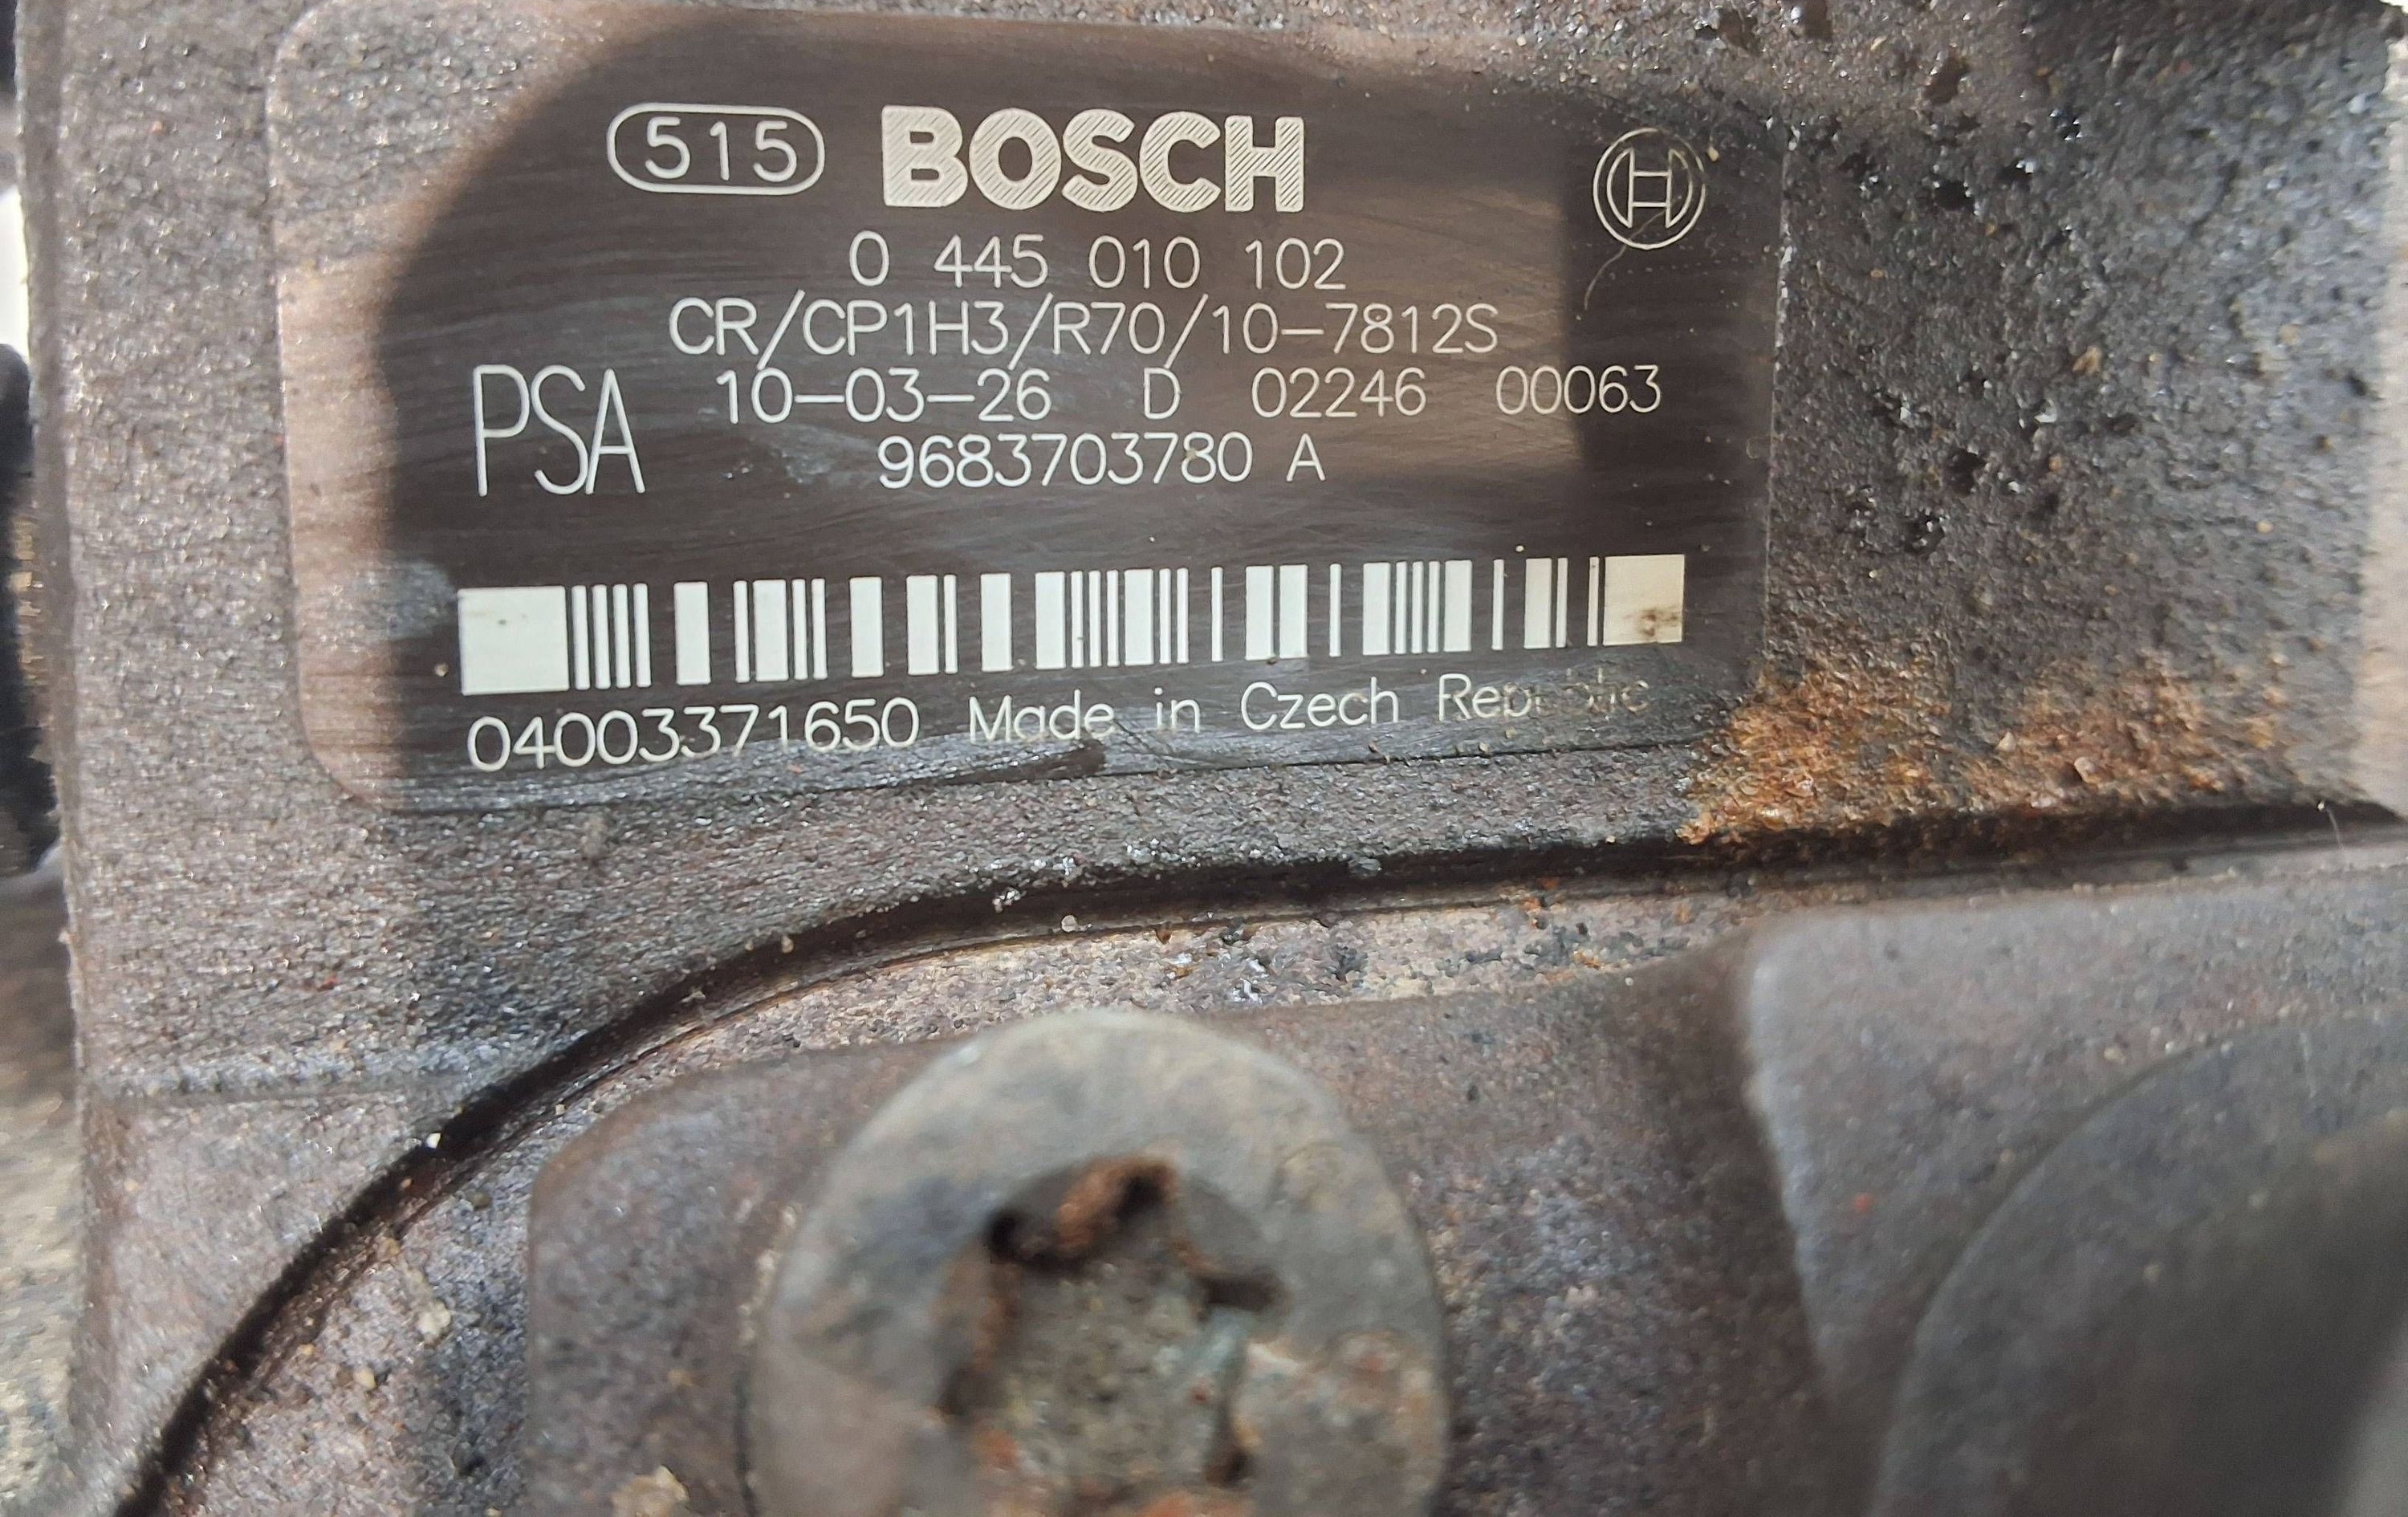 515 BOSCH
0 445 010 102
CR/CP1H3/R70/10-7812S
PSA 10-03-26 D 02246 00063
9683703780 A
04003371650 Made in Czech Republic